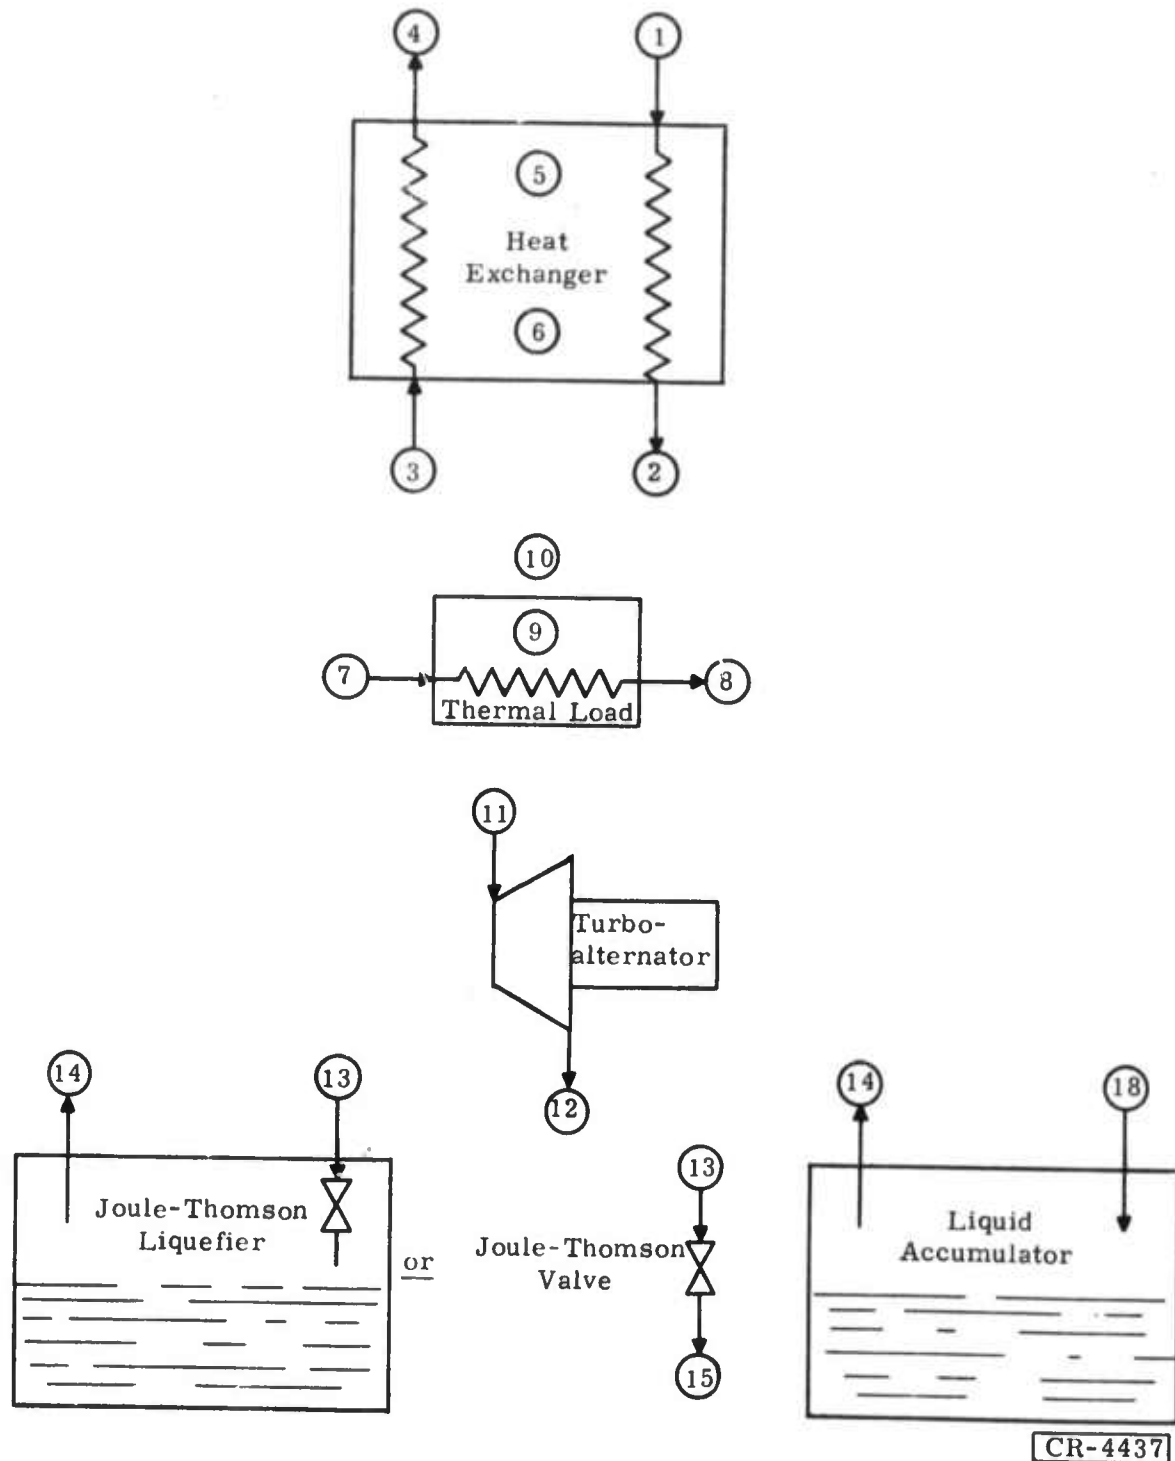 4
1
5
Heat
Exchanger
6
3
2
10
9
7
8
Thermal Load
11
Turbo-
alternator
12
14
13
Joule-Thomson
Liquefier
or
13
Joule-Thomson
Valve
15
14
18
Liquid
Accumulator
CR-4437